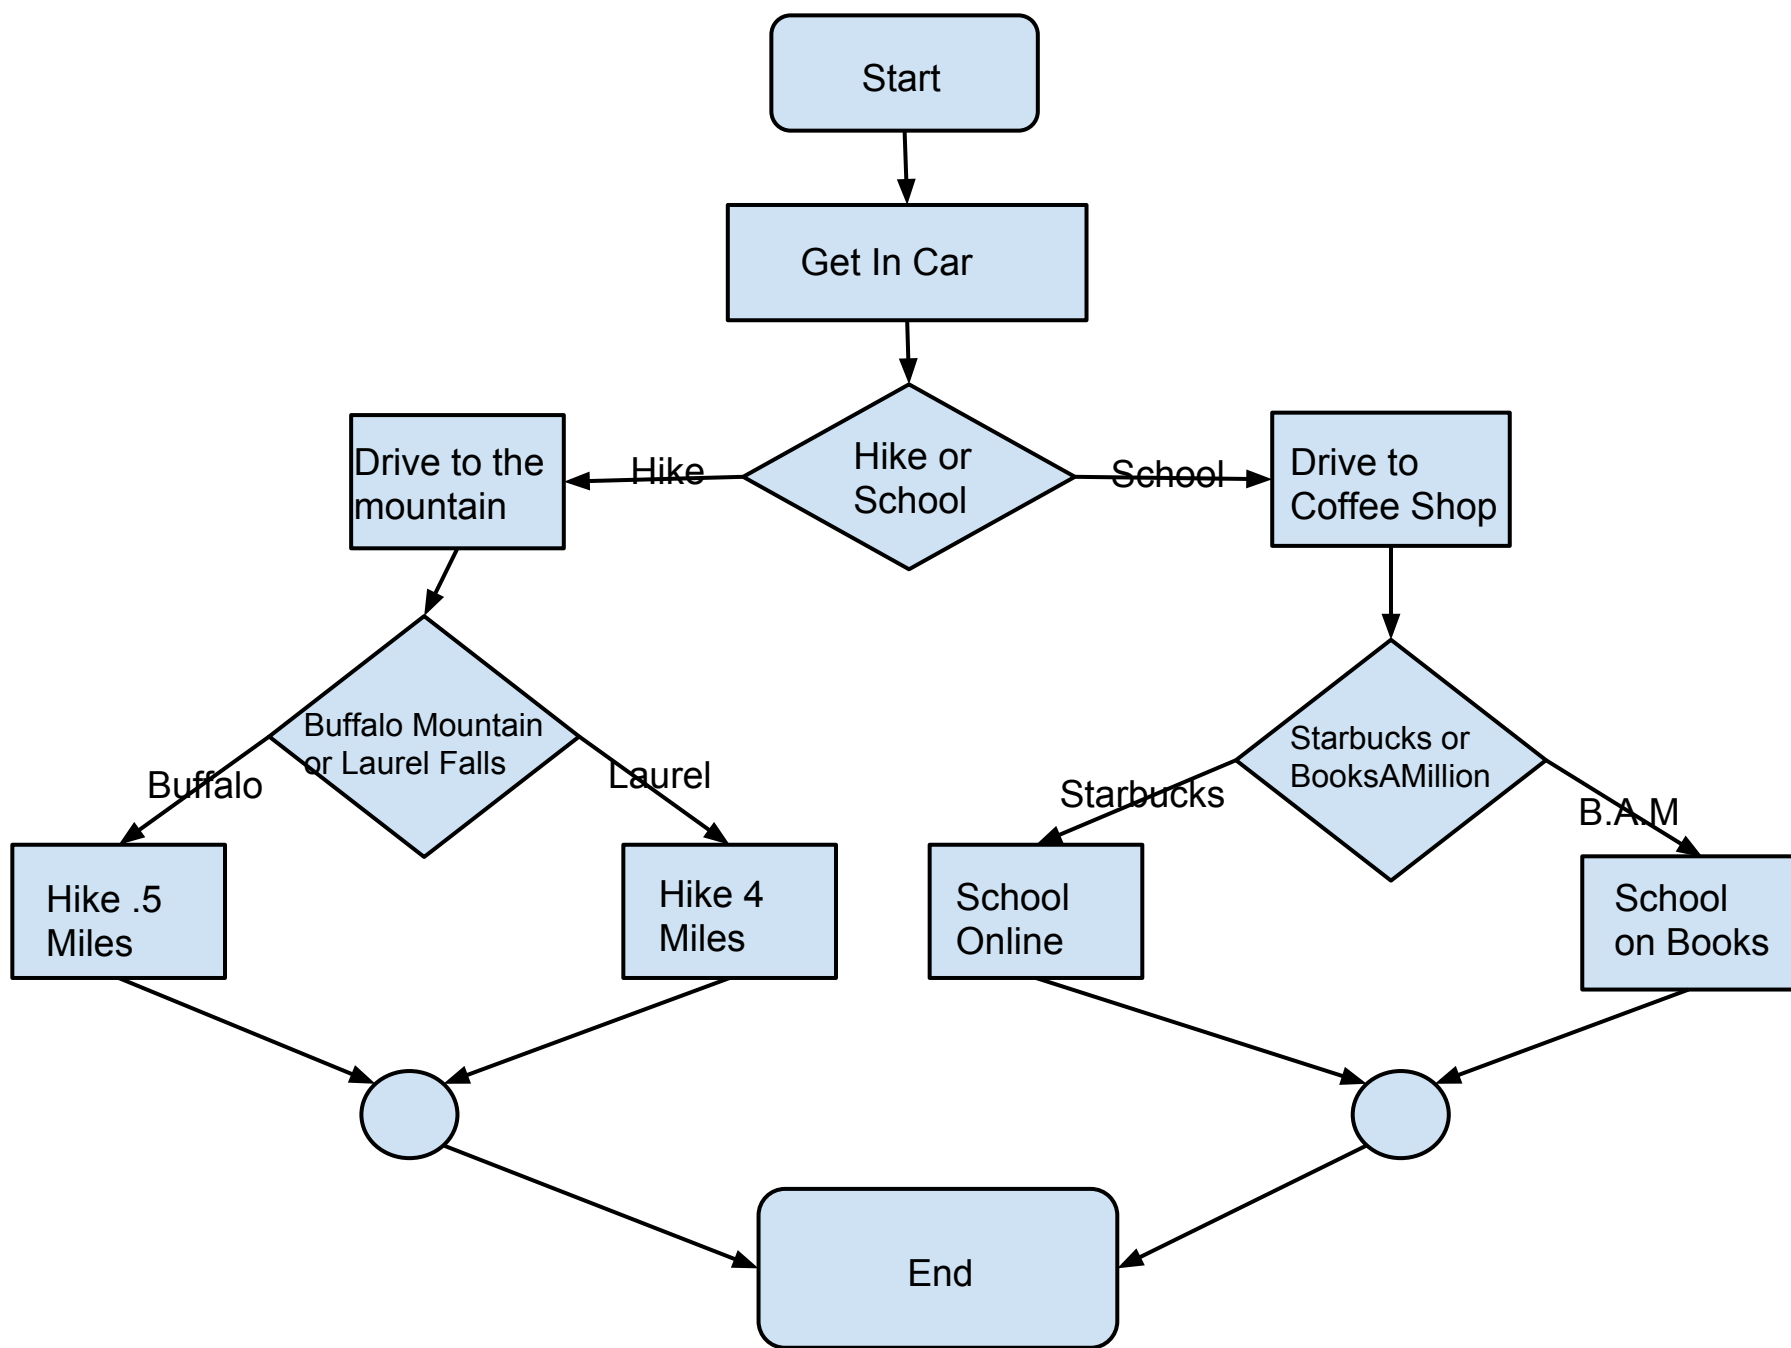 Start
Get In Car
Hike or
School
Hike
School
Drive to the
mountain
Drive to
Coffee Shop
Buffalo Mountain
or Laurel Falls
Starbucks or
BooksAMillion
Buffalo
Laurel
Starbucks
B.A.M
Hike .5
Miles
Hike 4
Miles
School
Online
School
on Books
End